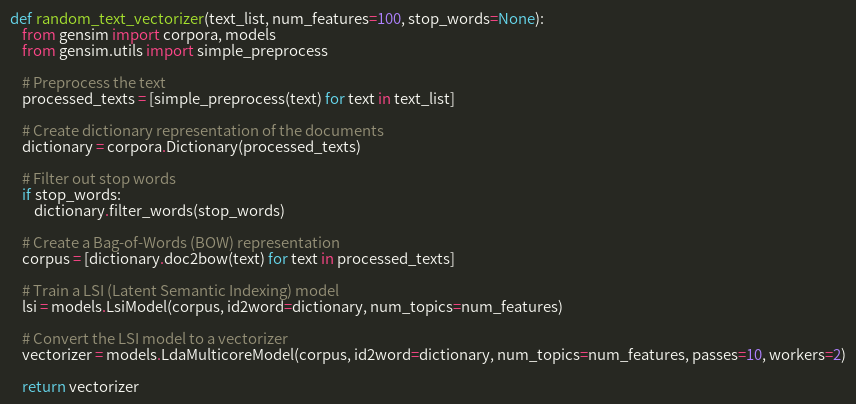 def random_text_vectorizer(text_list, num_features=100, stop_words=None):
    from gensim import corpora, models
    from gensim.utils import simple_preprocess

    # Preprocess the text
    processed_texts = [simple_preprocess(text) for text in text_list]

    # Create dictionary representation of the documents
    dictionary = corpora.Dictionary(processed_texts)

    # Filter out stop words
    if stop_words:
        dictionary.filter_words(stop_words)

    # Create a Bag-of-Words (BOW) representation
    corpus = [dictionary.doc2bow(text) for text in processed_texts]

    # Train a LSI (Latent Semantic Indexing) model
    lsi = models.LsiModel(corpus, id2word=dictionary, num_topics=num_features)

    # Convert the LSI model to a vectorizer
    vectorizer = models.LdaMulticoreModel(corpus, id2word=dictionary, num_topics=num_features, passes=10, workers=2)

    return vectorizer